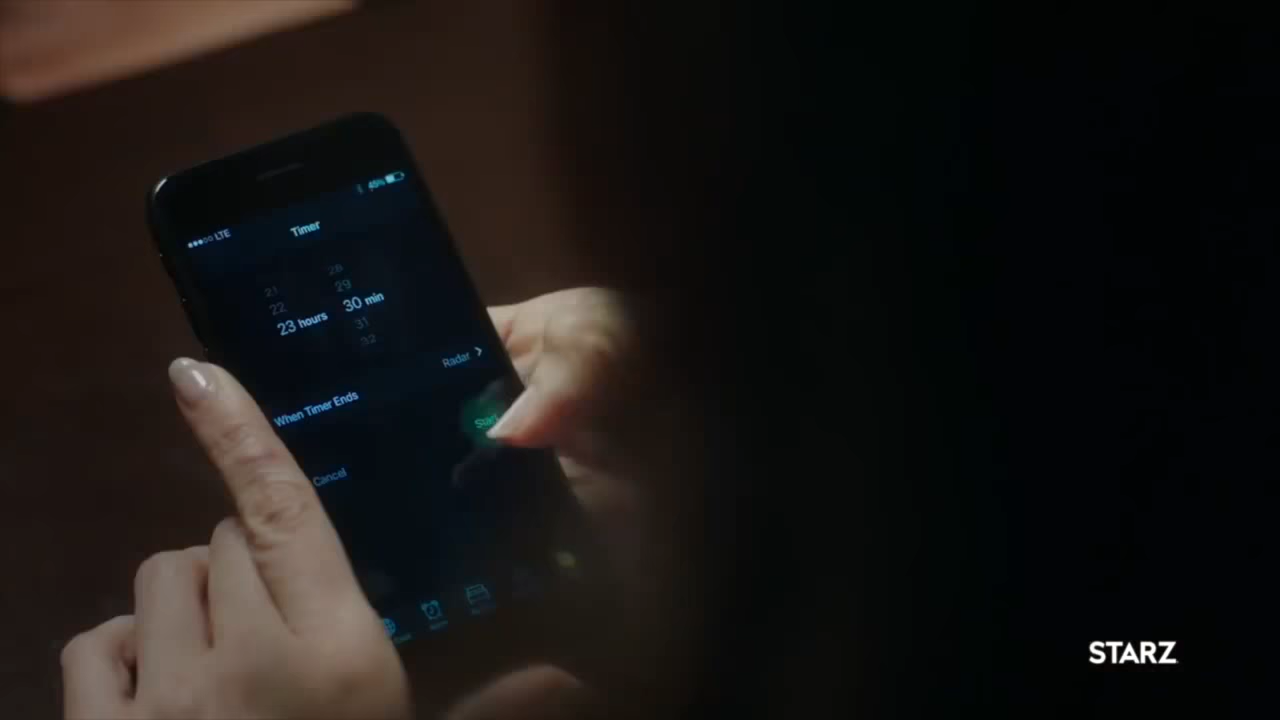 ●●●○○ LTE
45%
Timer
21
28
22
29
23 hours
30 min
31
32
When Timer Ends
Radar >
Cancel
Start
STARZ